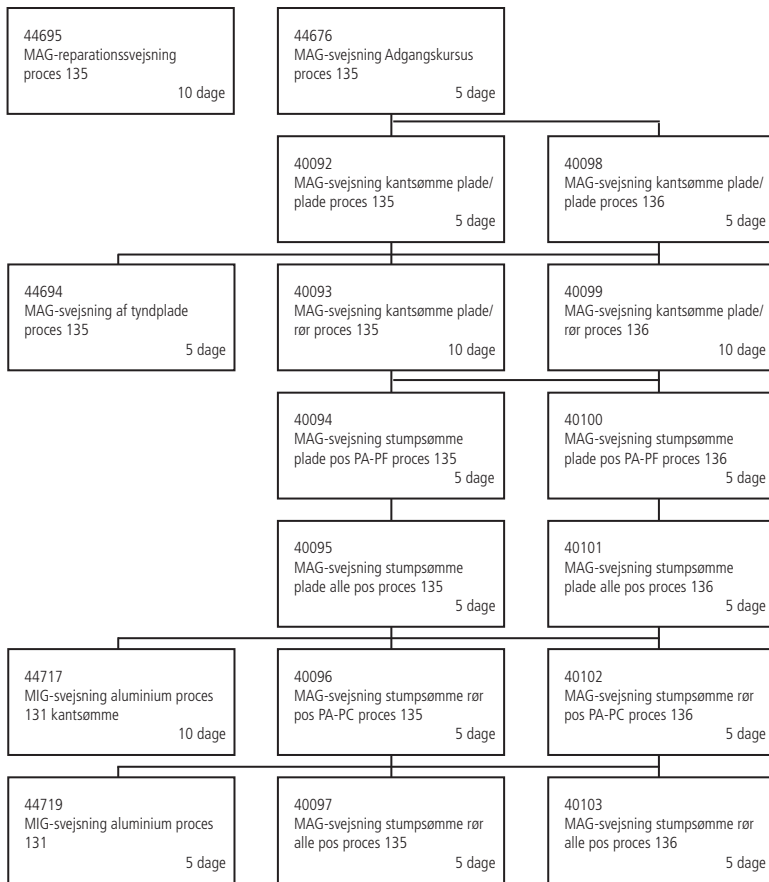 44695
MAG-reparationssvejsning
proces 135
10 dage
44676
MAG-svejsning Adgangskursus
proces 135
5 dage
40092
MAG-svejsning kantsømme plade/
plade proces 135
5 dage
40098
MAG-svejsning kantsømme plade/
plade proces 136
5 dage
44694
MAG-svejsning af tyndplade
proces 135
5 dage
40093
MAG-svejsning kantsømme plade/
rør proces 135
10 dage
40099
MAG-svejsning kantsømme plade/
rør proces 136
10 dage
40094
MAG-svejsning stumpsømme
plade pos PA-PF proces 135
5 dage
40100
MAG-svejsning stumpsømme
plade pos PA-PF proces 136
5 dage
40095
MAG-svejsning stumpsømme
plade alle pos proces 135
5 dage
40101
MAG-svejsning stumpsømme
plade alle pos proces 136
5 dage
44717
MIG-svejsning aluminium proces
131 kantsømme
10 dage
40096
MAG-svejsning stumpsømme rør
pos PA-PC proces 135
5 dage
40102
MAG-svejsning stumpsømme rør
pos PA-PC proces 136
5 dage
44719
MIG-svejsning aluminium proces
131
5 dage
40097
MAG-svejsning stumpsømme rør
alle pos proces 135
5 dage
40103
MAG-svejsning stumpsømme rør
alle pos proces 136
5 dage